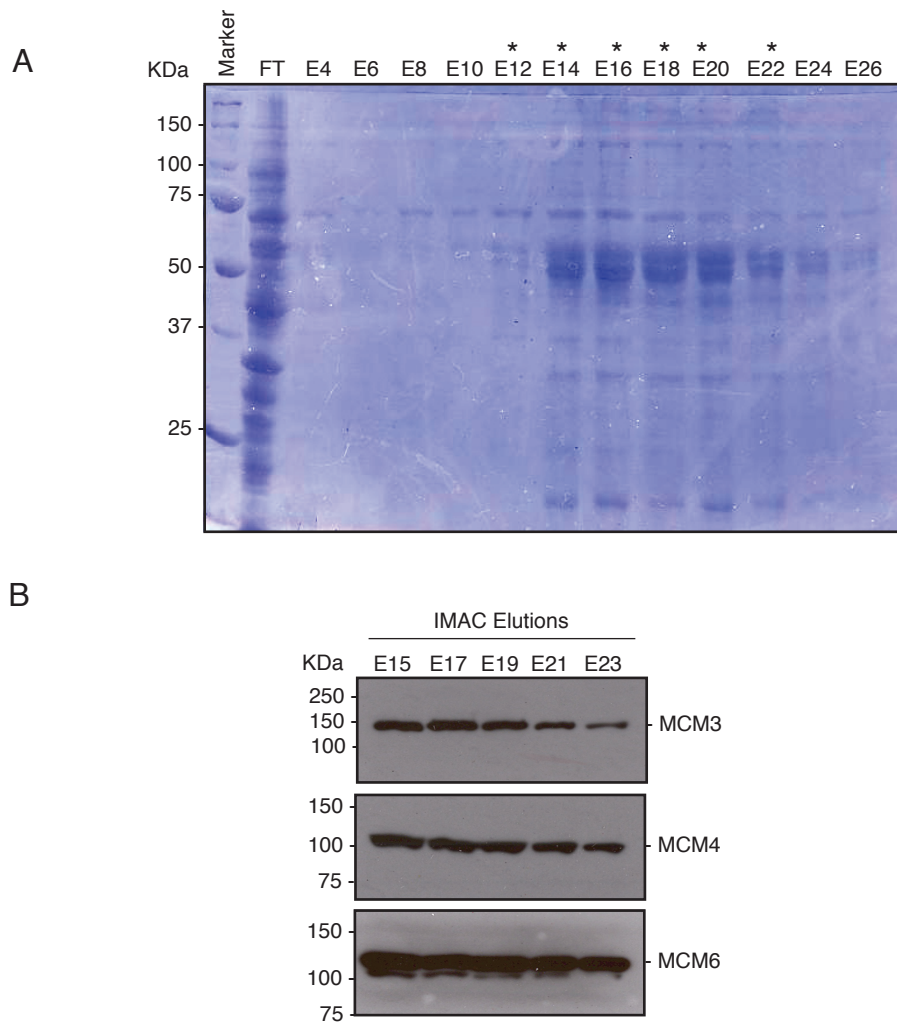 A
KDa
Marker
FT E4 E6 E8 E10 E12 E14 E16 E18 E20 E22 E24 E26
* * * * * *
150
100
75
50
37
25
B
IMAC Elutions
KDa E15 E17 E19 E21 E23
250
150
100
MCM3
150
100
75
MCM4
150
100
75
MCM6